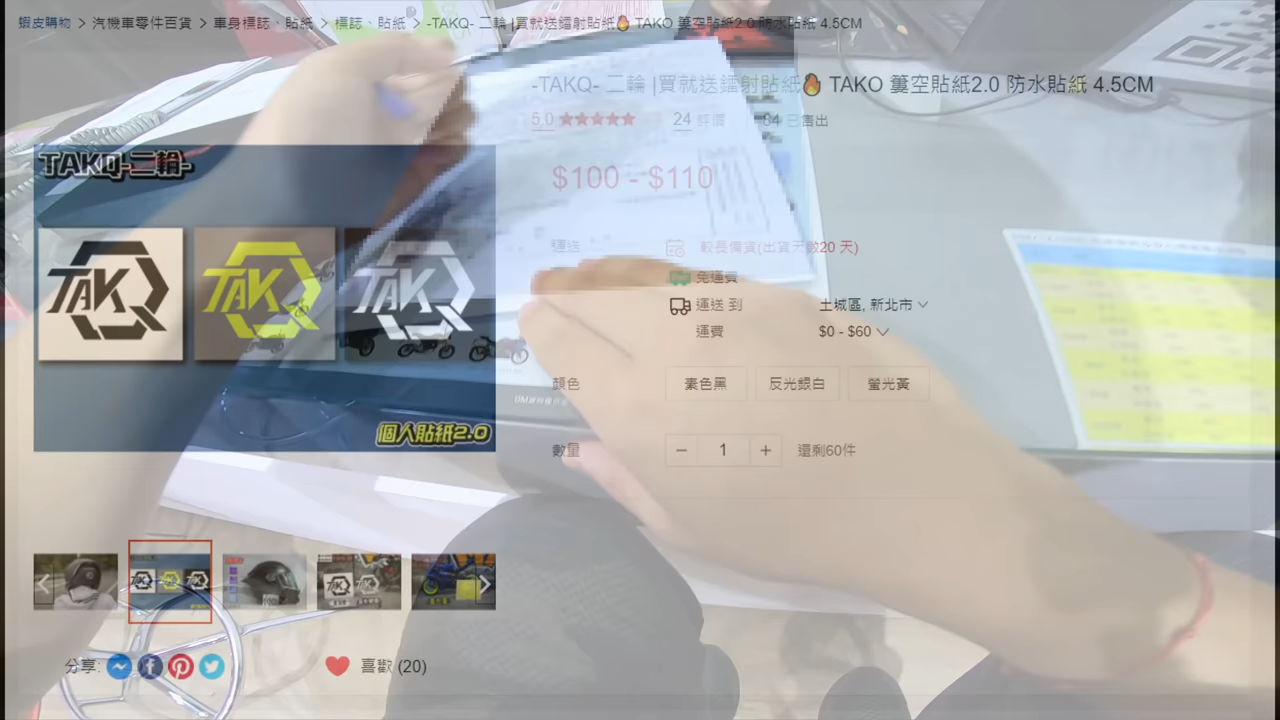 蝦皮購物 > 汽機車零件百貨 > 車身標誌、貼紙 > 標誌、貼紙 > -TAKQ- 二輪 |買就送鐳射貼紙🔥 TAKO 簍空貼紙2.0 防水貼紙 4.5CM
-TAKQ- 二輪 |買就送鐳射貼紙🔥 TAKO 簍空貼紙2.0 防水貼紙 4.5CM
5.0 ★★★★★ 24 評價 84 已售出
TAKQ-二輪-
$100 - $110
運送 較長備貨(出貨天數20 天)
免運費
運送 到 土城區, 新北市
運費 $0 - $60
TAKQ TAKQ TAKQ
顏色 素色黑 反光銀白 螢光黃
個人貼紙2.0
數量 − 1 + 還剩60件
分享: 喜歡 (20)